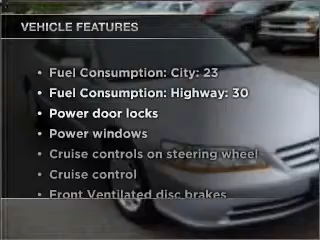 VEHICLE FEATURES
• Fuel Consumption: City: 23
• Fuel Consumption: Highway: 30
• Power door locks
• Power windows
• Cruise controls on steering wheel
• Cruise control
• Front Ventilated disc brakes